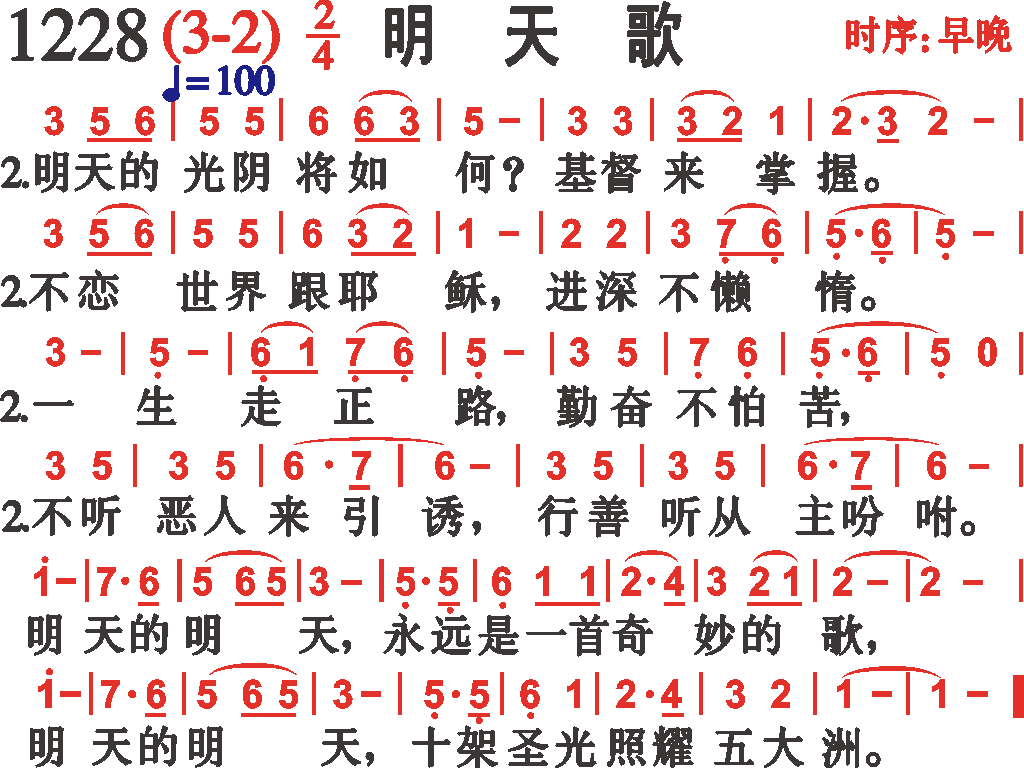 1228 (3-2) 2/4 明 天 歌 时序:早晚
♩=100
3 5 6 | 5 5 | 6 6 3 | 5 – | 3 3 | 3 2 1 | 2· 3 2 – |
2.明天的 光阴 将如 何？基督来 掌握。
3 5 6 | 5 5 | 6 3 2 | 1 – | 2 2 | 3 7̣ 6̣ | 5̣· 6̣ | 5̣ – |
2.不恋 世界 跟耶 稣，进深不懒 惰。
3 – | 5̣ – | 6̣ 1 7̣ 6̣ | 5̣ – | 3 5 | 7̣ 6̣ | 5̣· 6̣ | 5̣ 0 |
2.一 生 走 正 路，勤奋 不怕 苦，
3 5 | 3 5 | 6 · 7 | 6 – | 3 5 | 3 5 | 6 · 7 | 6 – |
2.不听 恶人 来 引 诱，行善 听从 主吩 咐。
1̇ – | 7· 6 | 5 6 5 | 3 – | 5̣· 5̣ | 6̣ 1 1 | 2· 4 | 3 2 1 | 2 – | 2 – |
明 天的 明 天，永远是一首奇 妙的 歌，
1̇ – | 7· 6 | 5 6 5 | 3 – | 5̣· 5̣ | 6̣ 1 | 2· 4 | 3 2 | 1 – | 1 – |
明 天的明 天，十架圣光照耀 五大 洲。